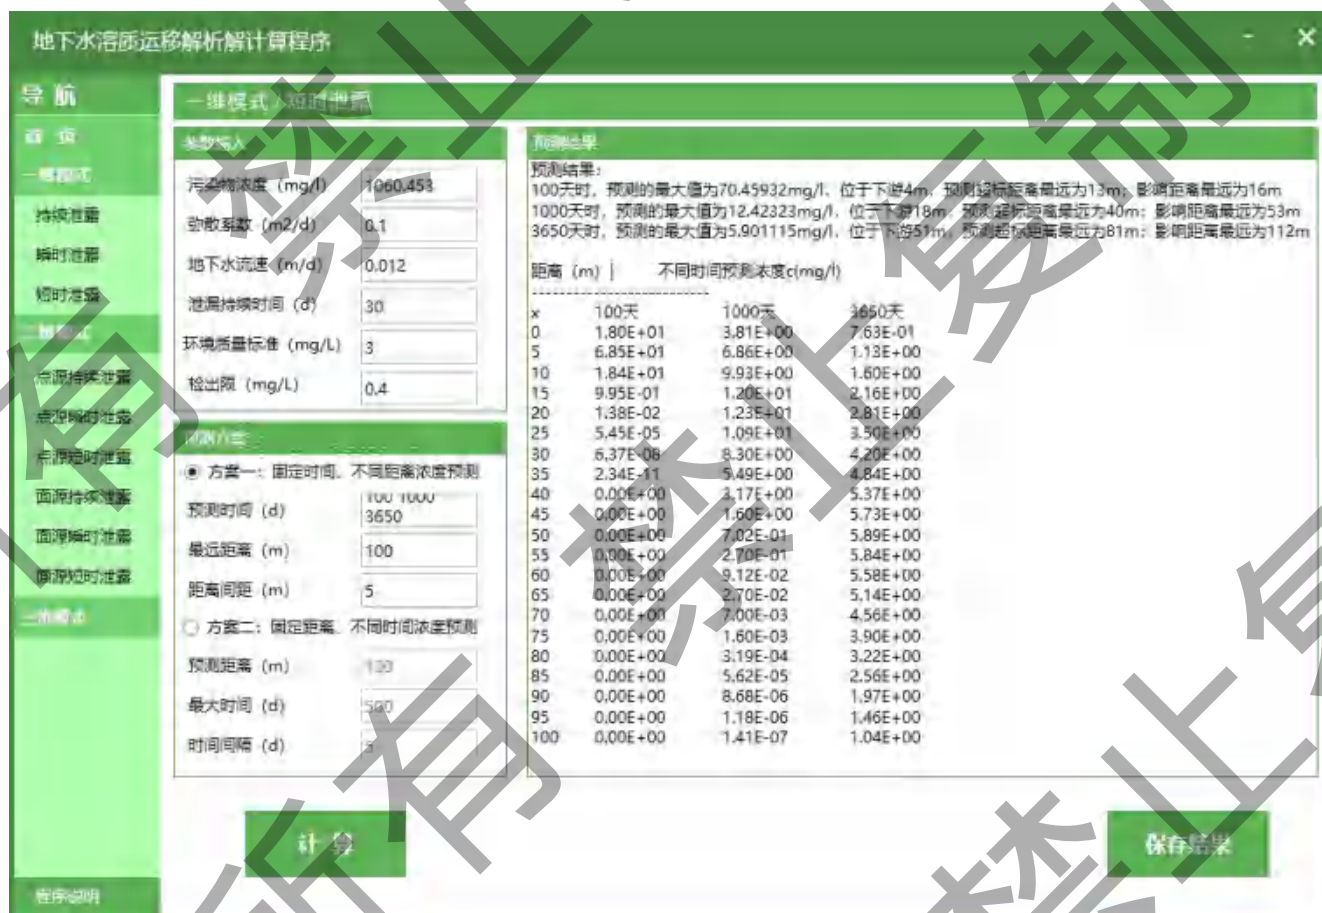 地下水溶质运移解析解计算程序
导 航
首 页
一维模式
持续泄露
瞬时泄露
短时泄露
二维模式
点源持续泄露
点源瞬时泄露
点源短时泄露
面源持续泄露
面源瞬时泄露
面源短时泄露
程序说明
一维模式 / 短时泄露
参数输入
污染物浓度（mg/l） 1060.453
弥散系数（m2/d） 0.1
地下水流速（m/d） 0.012
泄漏持续时间（d） 30
环境质量标准（mg/L） 3
检出限（mg/L） 0.4
预测方案
方案一：固定时间、不同距离浓度预测
预测时间（d） 100 1000
3650
最远距离（m） 100
距离间距（m） 5
方案二：固定距离、不同时间浓度预测
预测距离（m） 100
最大时间（d） 500
时间间隔（d） 5
计 算
预测结果
预测结果：
100天时，预测的最大值为70.45932mg/l，位于下游4m，预测超标距离最远为13m；影响距离最远为16m
1000天时，预测的最大值为12.42323mg/l，位于下游18m，预测超标距离最远为40m；影响距离最远为53m
3650天时，预测的最大值为5.901115mg/l，位于下游51m，预测超标距离最远为81m；影响距离最远为112m
距离（m）| 不同时间预测浓度c(mg/l)
----------------------------
x 100天 1000天 3650天
0 1.80E+01 3.81E+00 7.63E-01
5 6.85E+01 6.86E+00 1.13E+00
10 1.84E+01 9.93E+00 1.60E+00
15 9.95E-01 1.20E+01 2.16E+00
20 1.38E-02 1.23E+01 2.81E+00
25 5.45E-05 1.09E+01 3.50E+00
30 6.37E-08 8.30E+00 4.20E+00
35 2.34E-11 5.49E+00 4.84E+00
40 0.00E+00 3.17E+00 5.37E+00
45 0.00E+00 1.60E+00 5.73E+00
50 0.00E+00 7.02E-01 5.89E+00
55 0.00E+00 2.70E-01 5.84E+00
60 0.00E+00 9.12E-02 5.58E+00
65 0.00E+00 2.70E-02 5.14E+00
70 0.00E+00 7.00E-03 4.56E+00
75 0.00E+00 1.60E-03 3.90E+00
80 0.00E+00 3.19E-04 3.22E+00
85 0.00E+00 5.62E-05 2.56E+00
90 0.00E+00 8.68E-06 1.97E+00
95 0.00E+00 1.18E-06 1.46E+00
100 0.00E+00 1.41E-07 1.04E+00
保存结果
所有 禁止复制
禁止复